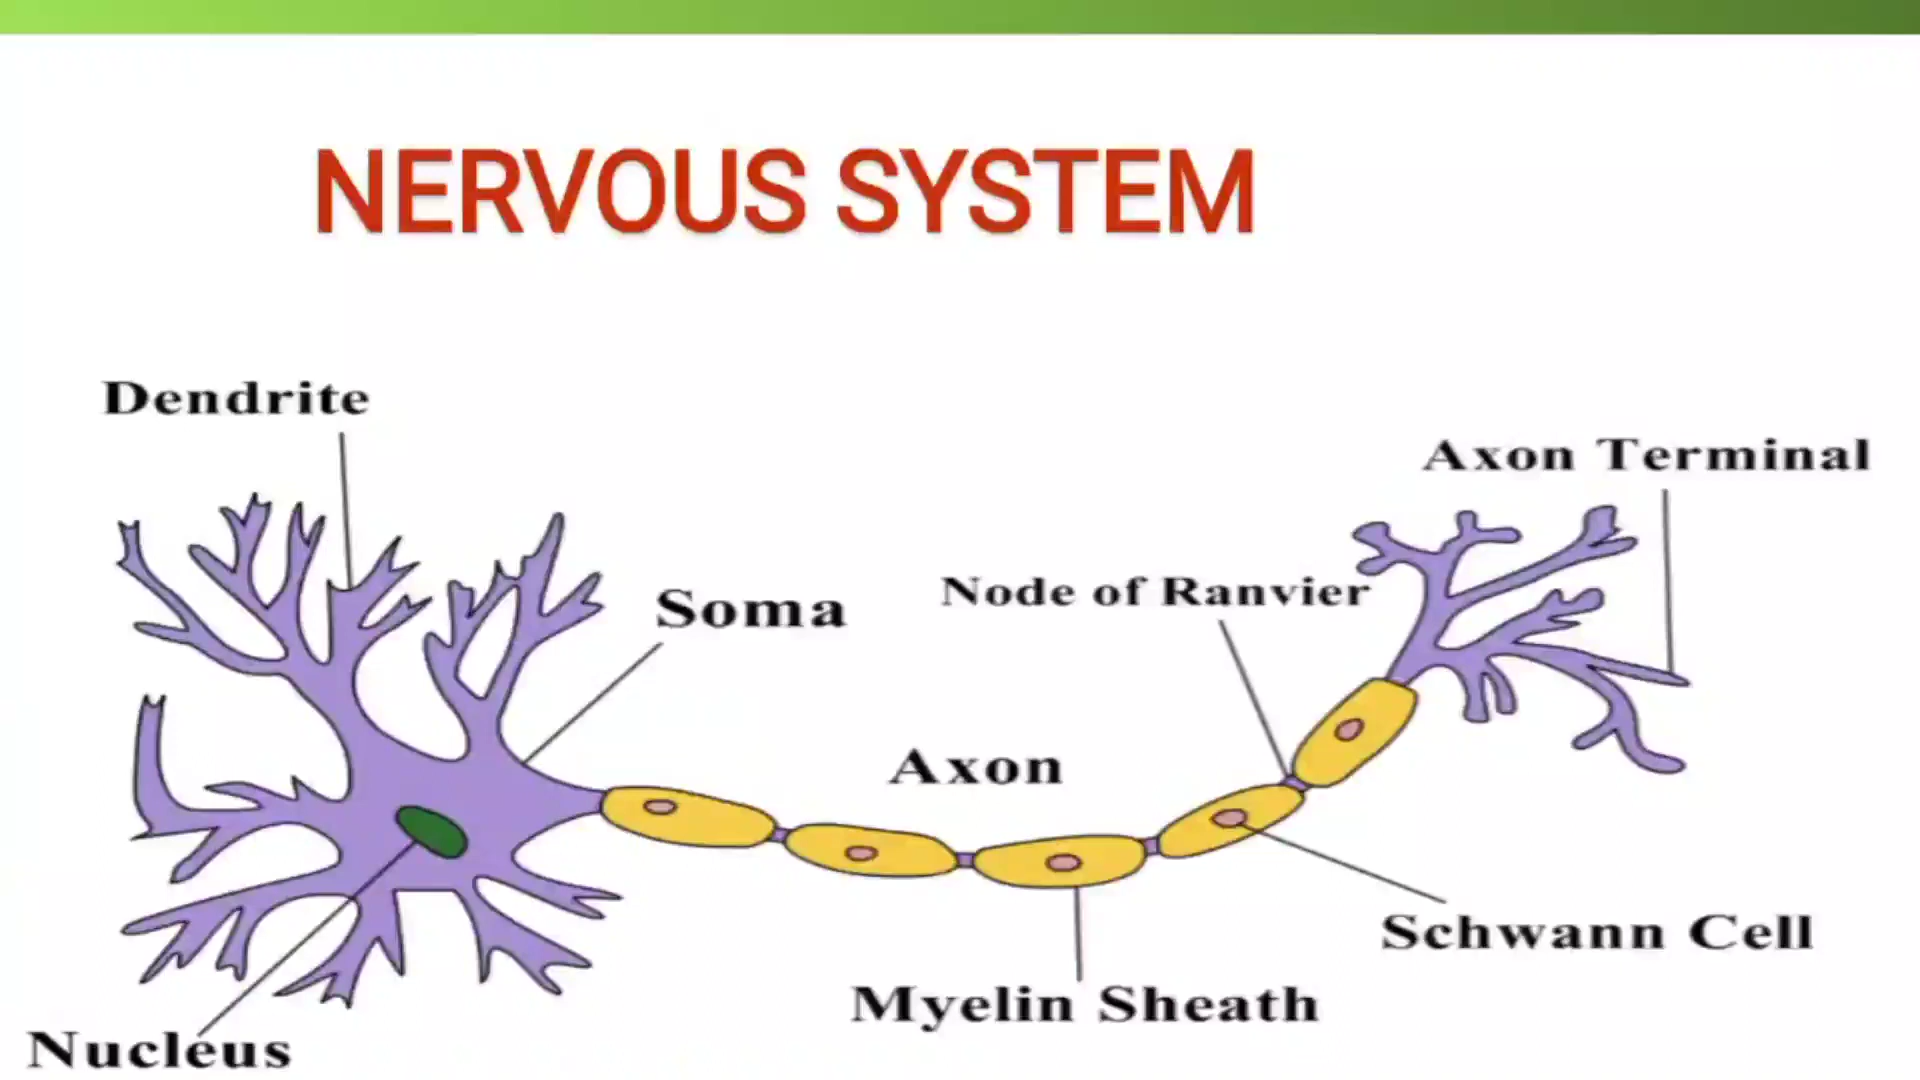 NERVOUS SYSTEM
Dendrite
Axon Terminal
Soma
Node of Ranvier
Axon
Schwann Cell
Myelin Sheath
Nucleus